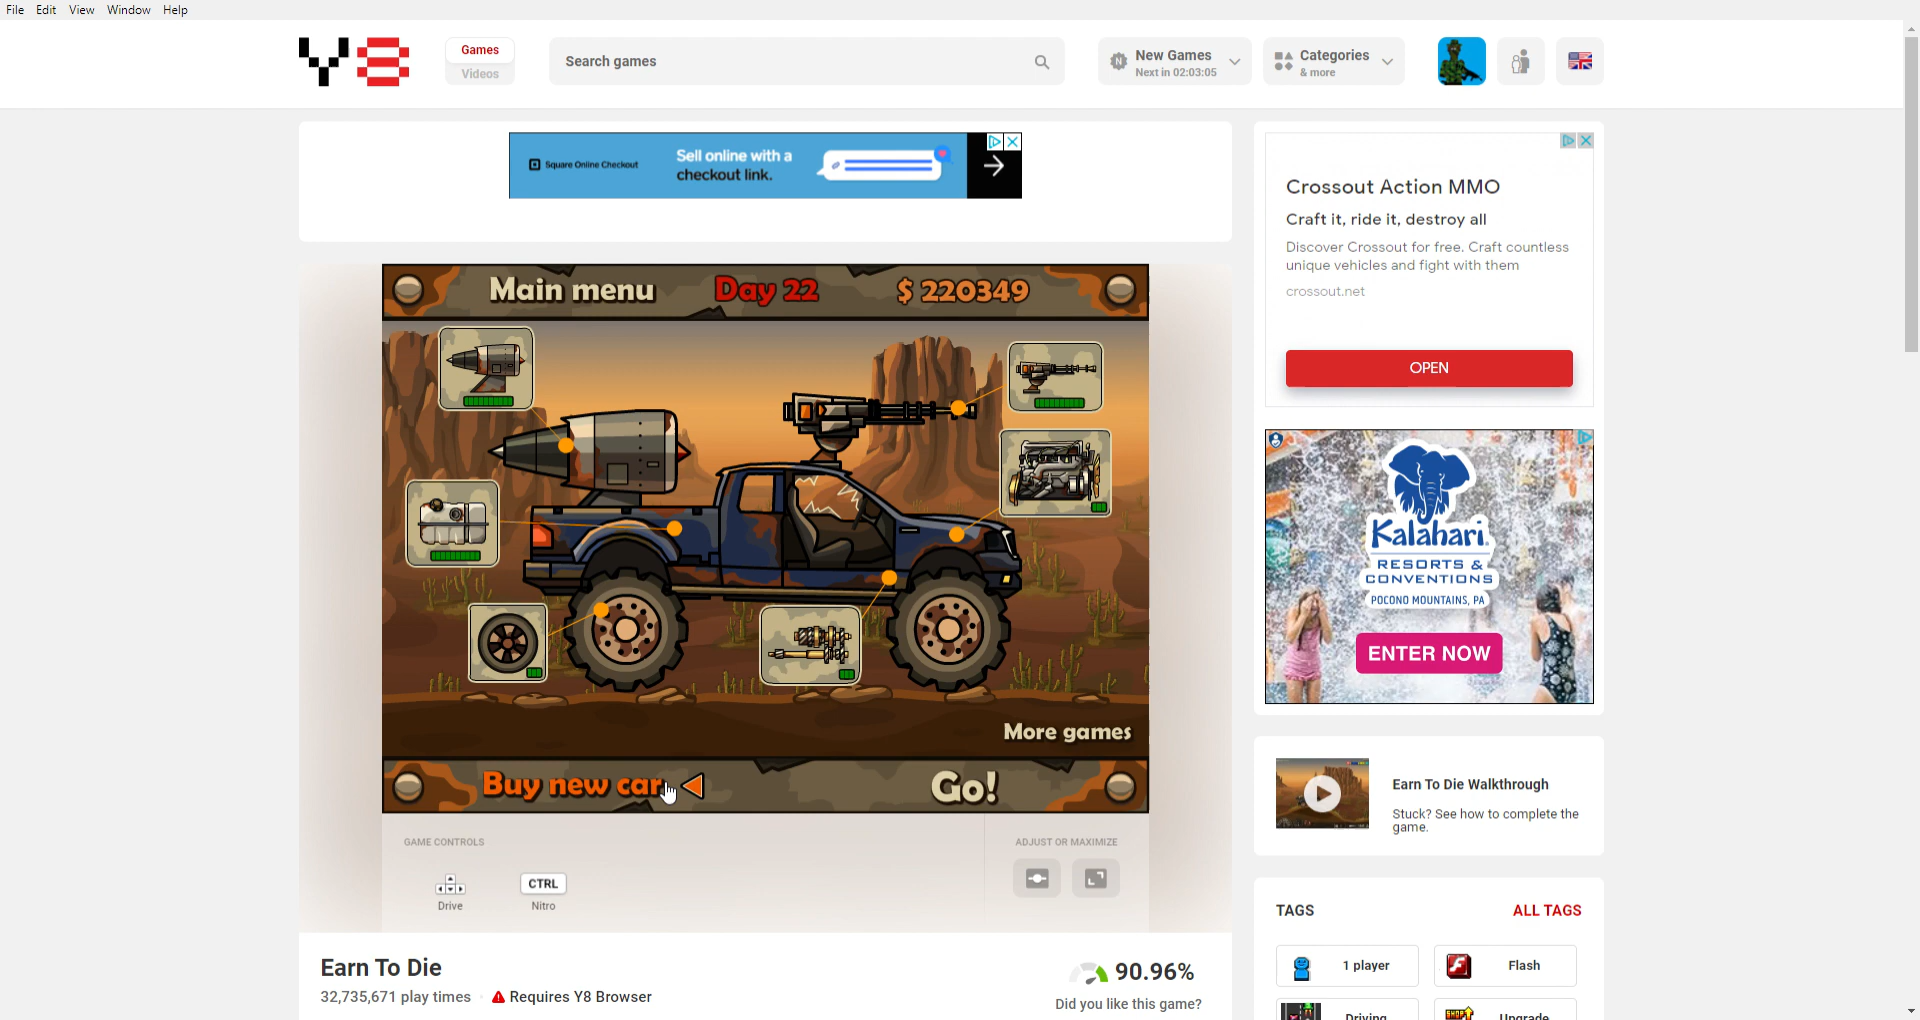 File Edit View Window Help
Y8
Games
Videos
Search games
New Games
Next in 02:03:05
Categories
& more
Square Online Checkout
Sell online with a
checkout link.
Crossout Action MMO
Craft it, ride it, destroy all
Discover Crossout for free. Craft countless
unique vehicles and fight with them
crossout.net
OPEN
Main menu Day 22 $ 220349
More games
Buy new car Go!
Kalahari
RESORTS &
CONVENTIONS
POCONO MOUNTAINS, PA
ENTER NOW
GAME CONTROLS
ADJUST OR MAXIMIZE
CTRL
Drive
Nitro
Earn To Die Walkthrough
Stuck? See how to complete the
game.
Earn To Die
32,735,671 play times
Requires Y8 Browser
90.96%
Did you like this game?
TAGS
ALL TAGS
1 player
Flash
Driving
Upgrade